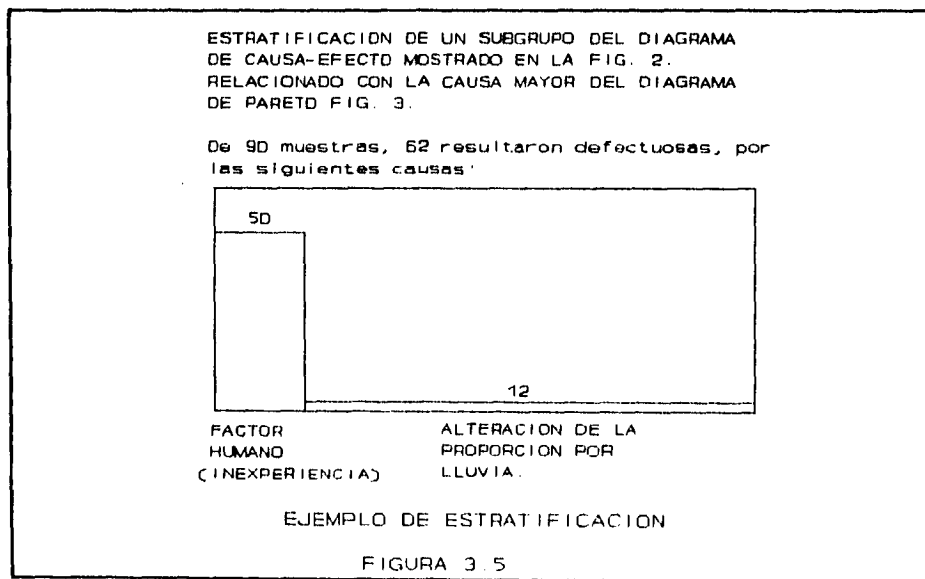 ESTRATIFICACION DE UN SUBGRUPO DEL DIAGRAMA
DE CAUSA-EFECTO MOSTRADO EN LA FIG. 2.
RELACIONADO CON LA CAUSA MAYOR DEL DIAGRAMA
DE PARETO FIG. 3.
De 90 muestras, 62 resultaron defectuosas, por
las siguientes causas:
50
12
FACTOR
HUMANO
(INEXPERIENCIA)
ALTERACION DE LA
PROPORCION POR
LLUVIA.
EJEMPLO DE ESTRATIFICACION
FIGURA 3.5